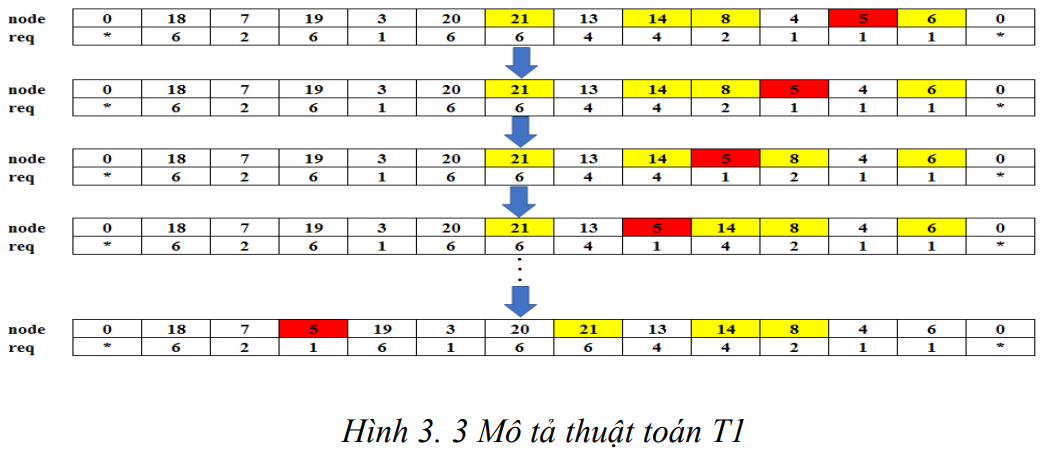 node 0 18 7 19 3 20 21 13 14 8 4 5 6 0
req * 6 2 6 1 6 6 4 4 2 1 1 1 *
node 0 18 7 19 3 20 21 13 14 8 5 4 6 0
req * 6 2 6 1 6 6 4 4 2 1 1 1 *
node 0 18 7 19 3 20 21 13 14 5 8 4 6 0
req * 6 2 6 1 6 6 4 4 1 2 1 1 *
node 0 18 7 19 3 20 21 13 5 14 8 4 6 0
req * 6 2 6 1 6 6 4 1 4 2 1 1 *
node 0 18 7 5 19 3 20 21 13 14 8 4 6 0
req * 6 2 1 6 1 6 6 4 4 2 1 1 *
Hình 3. 3 Mô tả thuật toán T1